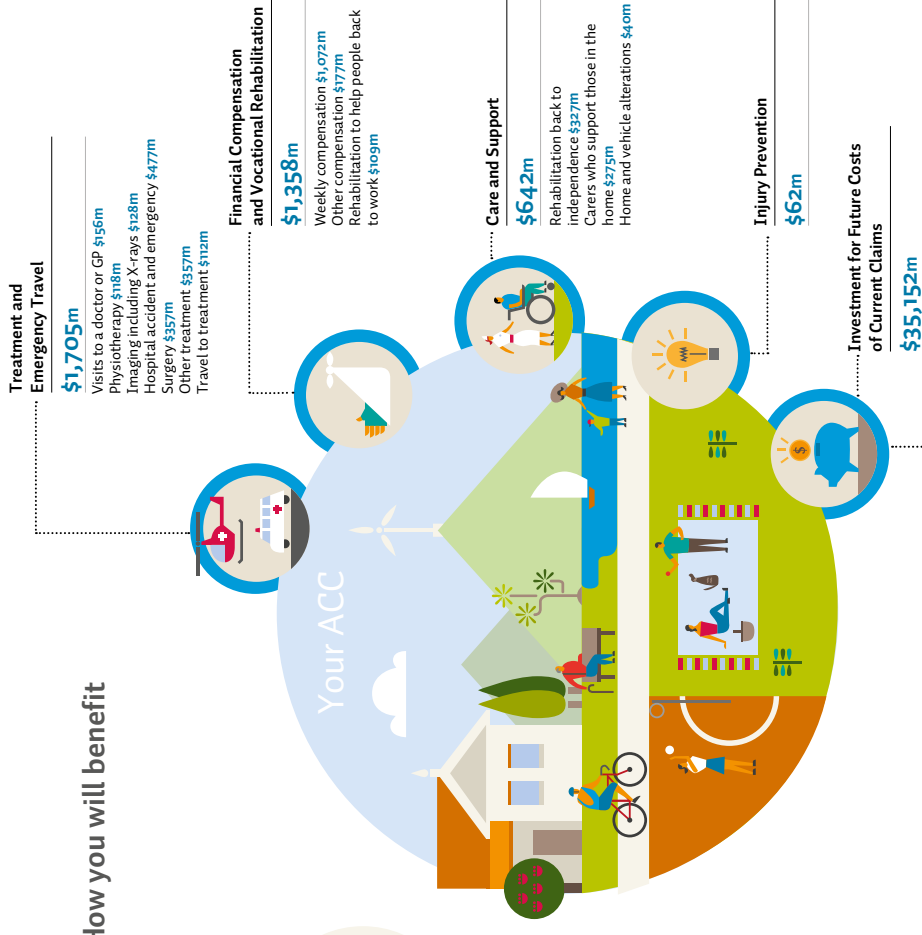 How you will benefit
Your ACC
Treatment and
Emergency Travel
$1,705m
Visits to a doctor or GP $156m
Physiotherapy $118m
Imaging including X-rays $128m
Hospital accident and emergency $477m
Surgery $357m
Other treatment $357m
Travel to treatment $112m
Financial Compensation
and Vocational Rehabilitation
$1,358m
Weekly compensation $1,072m
Other compensation $177m
Rehabilitation to help people back
to work $109m
Care and Support
$642m
Rehabilitation back to
independence $327m
Carers who support those in the
home $275m
Home and vehicle alterations $40m
Injury Prevention
$62m
$
Investment for Future Costs
of Current Claims
$35,152m